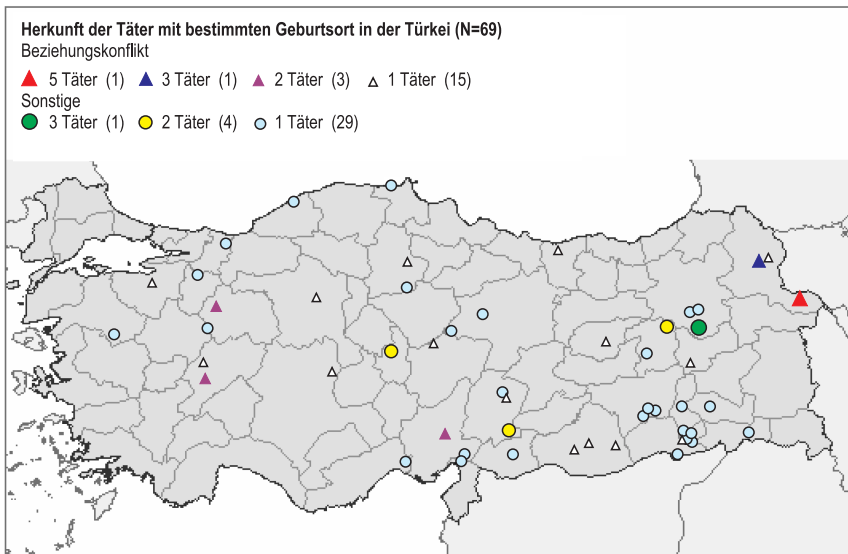 Herkunft der Täter mit bestimmten Geburtsort in der Türkei (N=69)
Beziehungskonflikt
5 Täter (1) 3 Täter (1) 2 Täter (3) 1 Täter (15)
Sonstige
3 Täter (1) 2 Täter (4) 1 Täter (29)